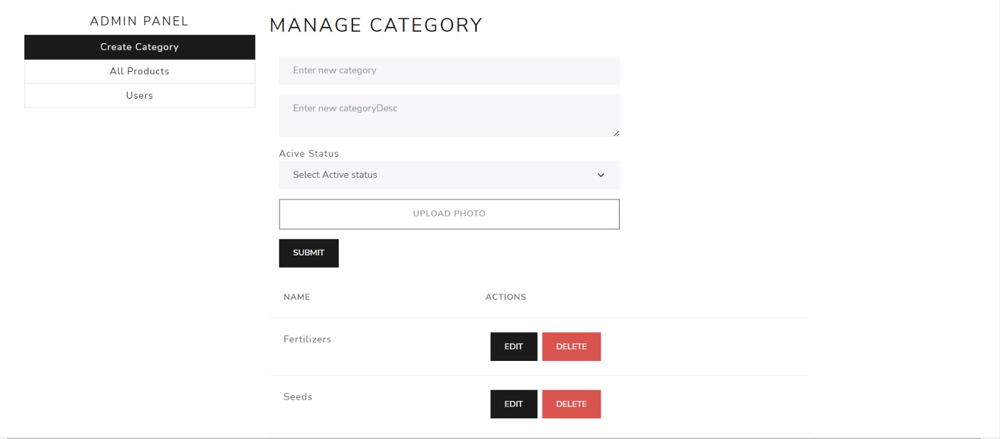 ADMIN PANEL
Create Category
All Products
Users
MANAGE CATEGORY
Enter new category
Enter new categoryDesc
Acive Status
Select Active status
UPLOAD PHOTO
SUBMIT
NAME ACTIONS
Fertilizers EDIT DELETE
Seeds EDIT DELETE